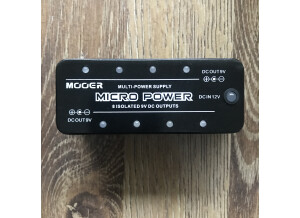 DC OUT 9V
MULTI-POWER SUPPLY
MOOER
MICRO POWER
DC IN 12V
8 ISOLATED 9V DC OUTPUTS
DC OUT 9V